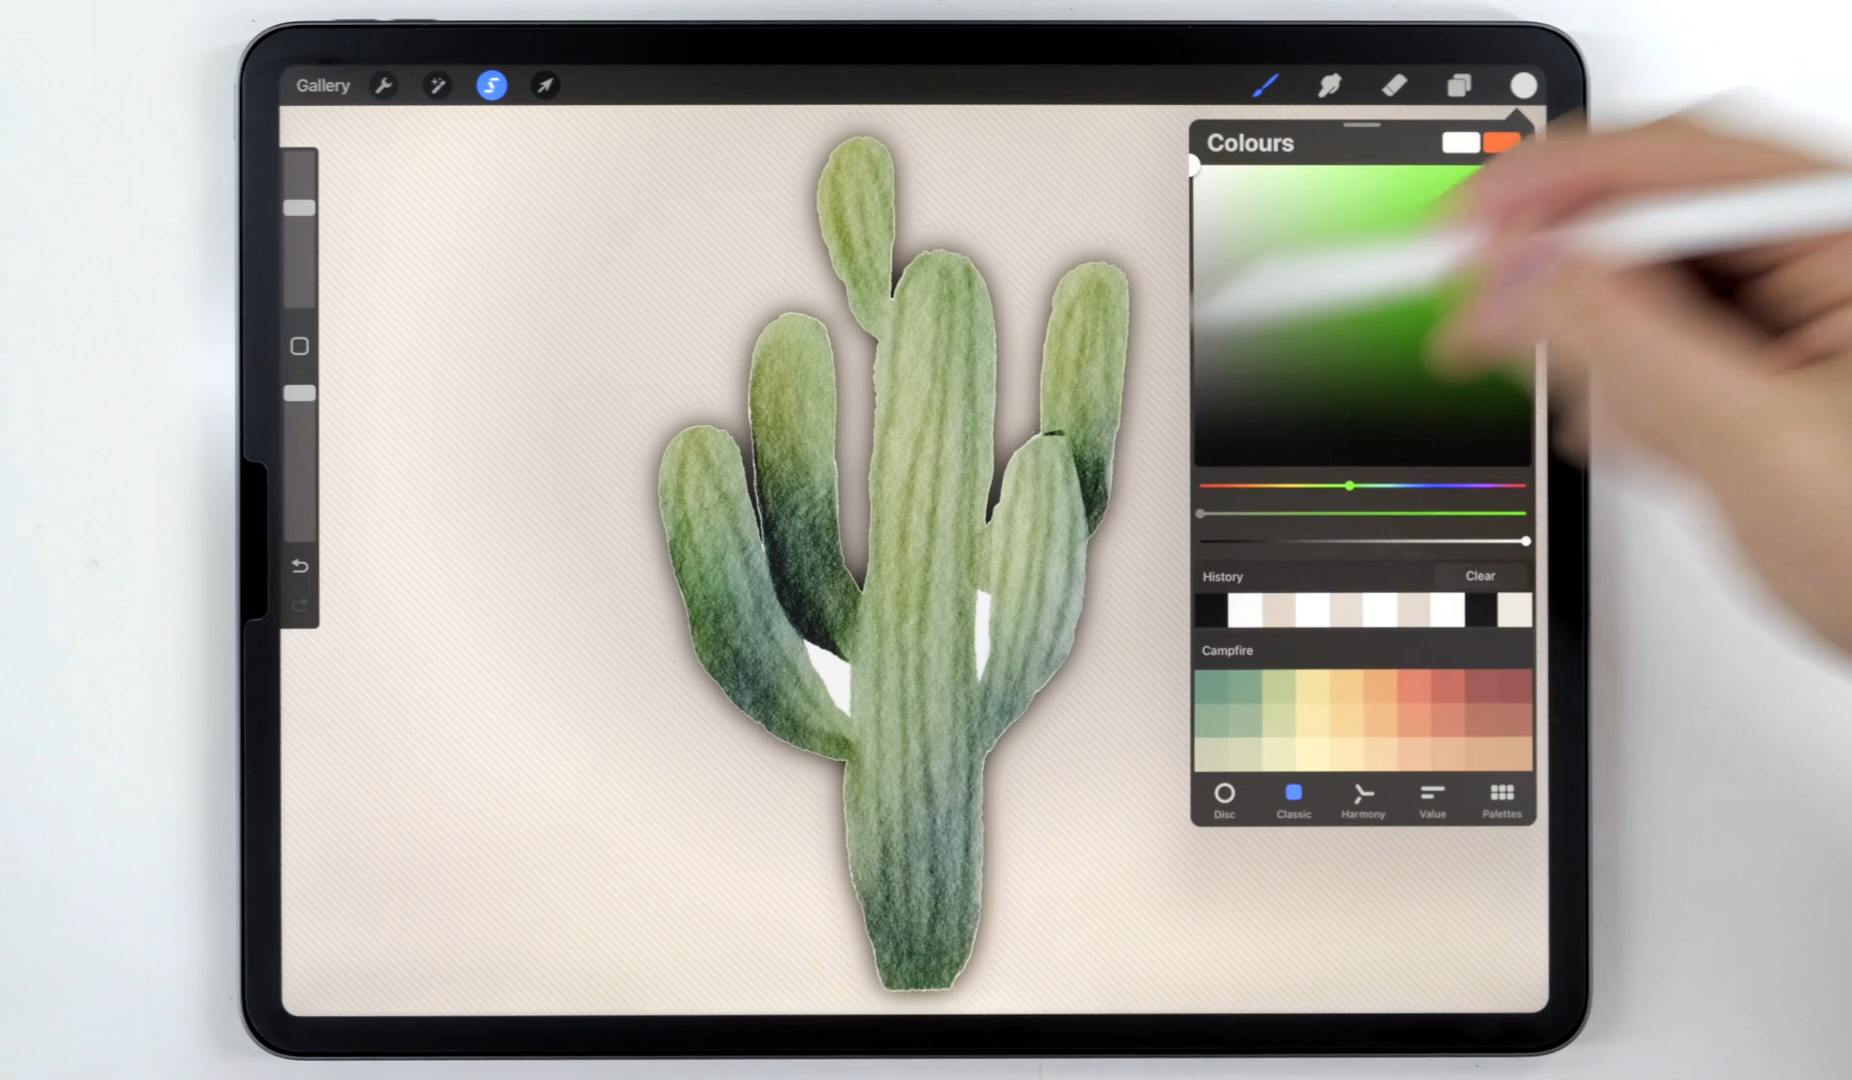 Gallery
Colours
History
Clear
Campfire
Disc
Classic
Harmony
Value
Palettes